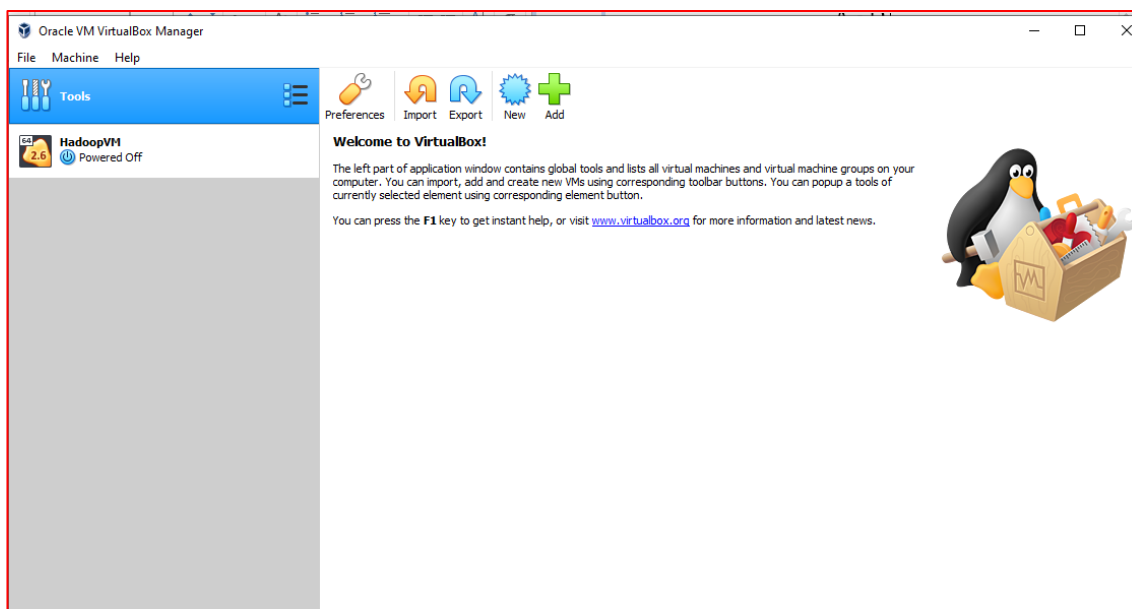 Oracle VM VirtualBox Manager
File Machine Help
Tools
Preferences Import Export New Add
64
2.6
HadoopVM
Powered Off
Welcome to VirtualBox!
The left part of application window contains global tools and lists all virtual machines and virtual machine groups on your
computer. You can import, add and create new VMs using corresponding toolbar buttons. You can popup a tools of
currently selected element using corresponding element button.
You can press the F1 key to get instant help, or visit www.virtualbox.org for more information and latest news.